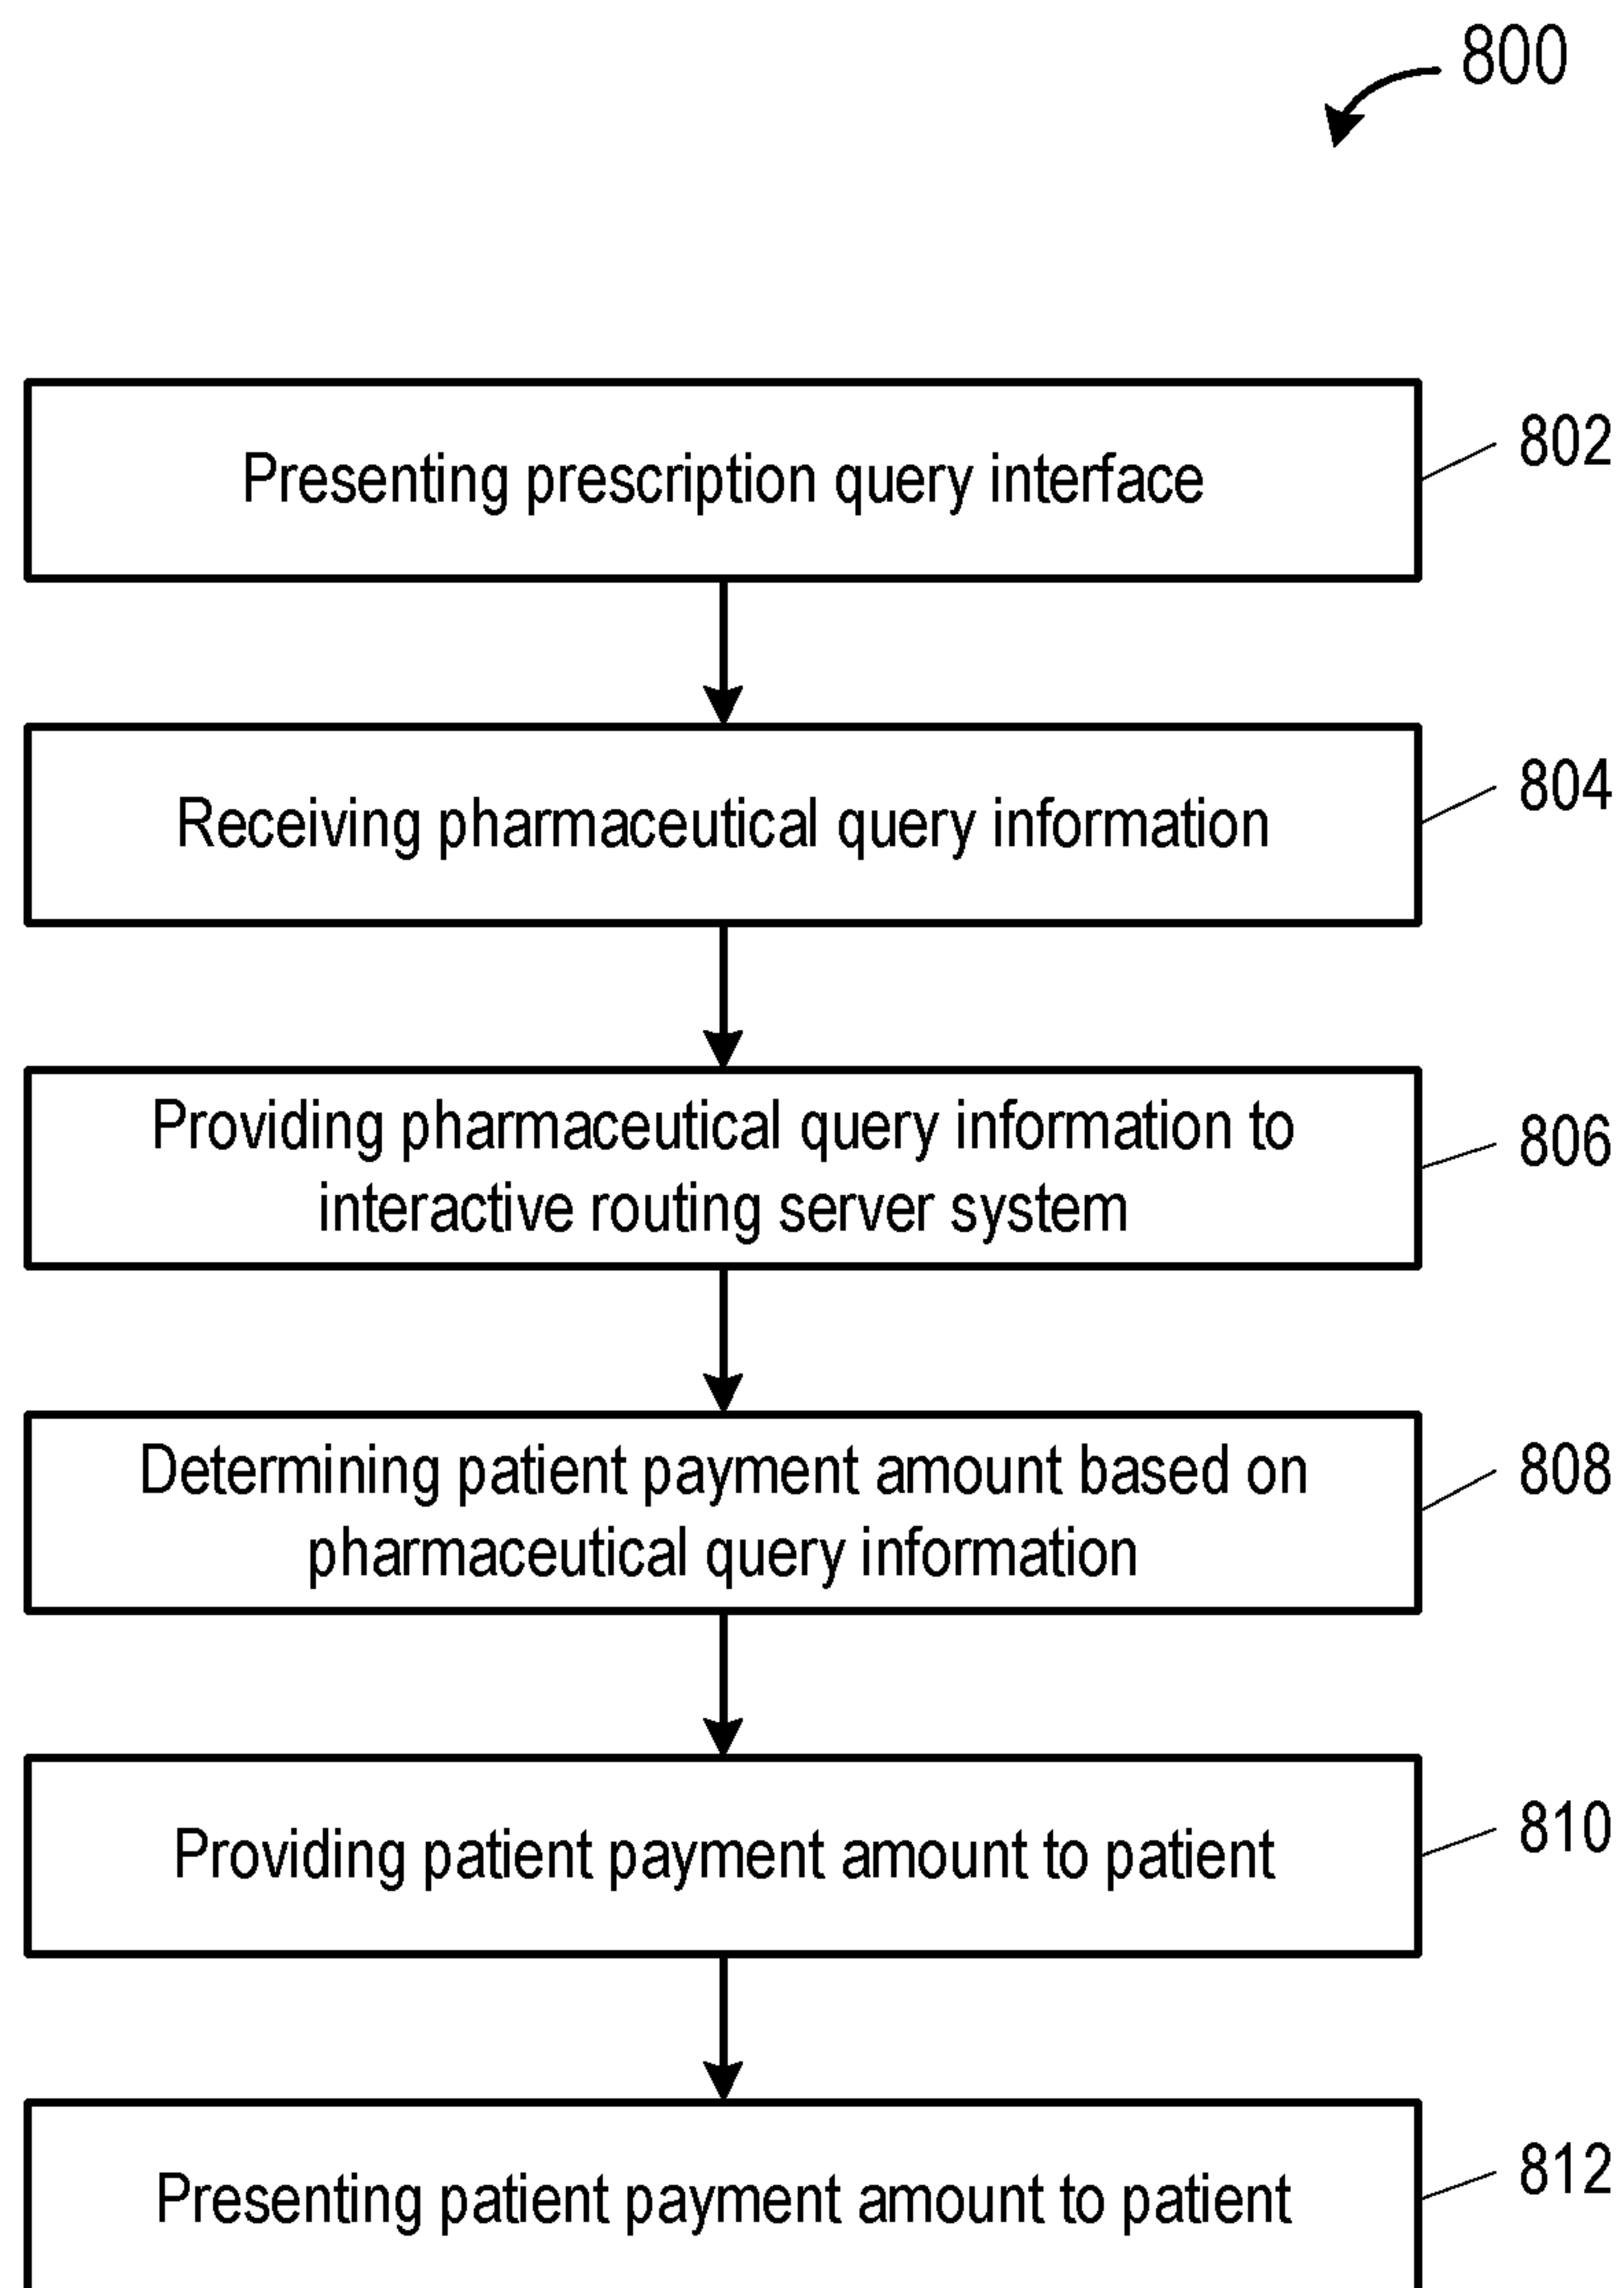 800
Presenting prescription query interface
802
Receiving pharmaceutical query information
804
Providing pharmaceutical query information to
interactive routing server system
806
Determining patient payment amount based on
pharmaceutical query information
808
Providing patient payment amount to patient
810
Presenting patient payment amount to patient
812